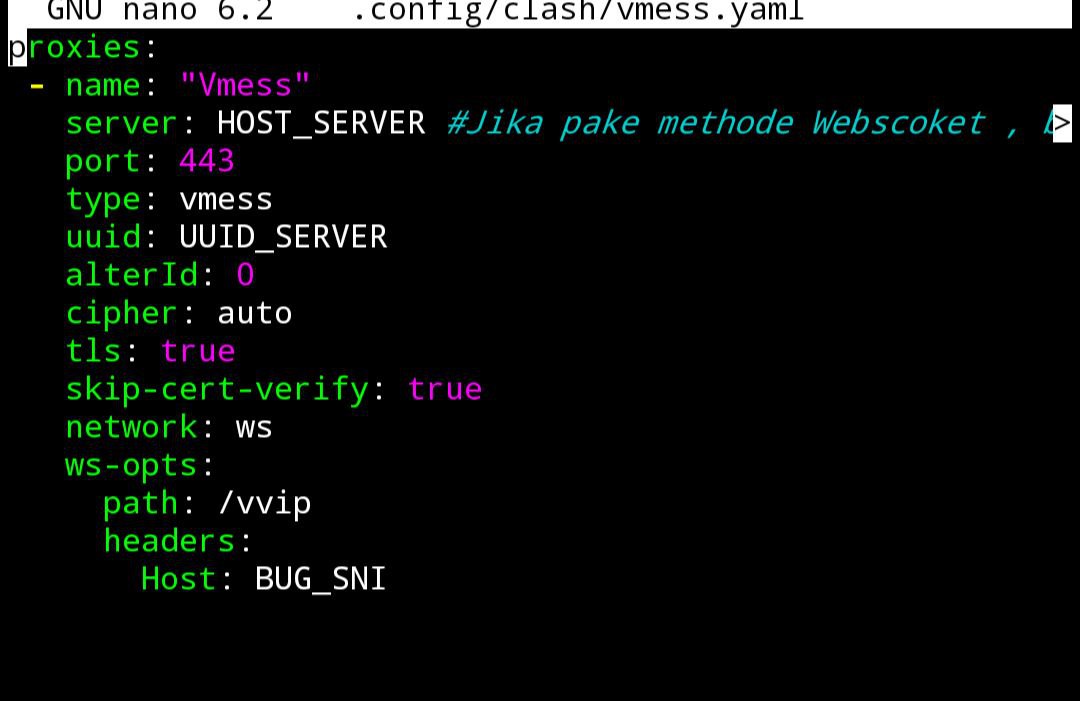 GNU nano 6.2 .config/clash/vmess.yaml
proxies:
- name: "Vmess"
server: HOST_SERVER #Jika pake methode Webscoket , >
port: 443
type: vmess
uuid: UUID_SERVER
alterId: 0
cipher: auto
tls: true
skip-cert-verify: true
network: ws
ws-opts:
path: /vvip
headers:
Host: BUG_SNI